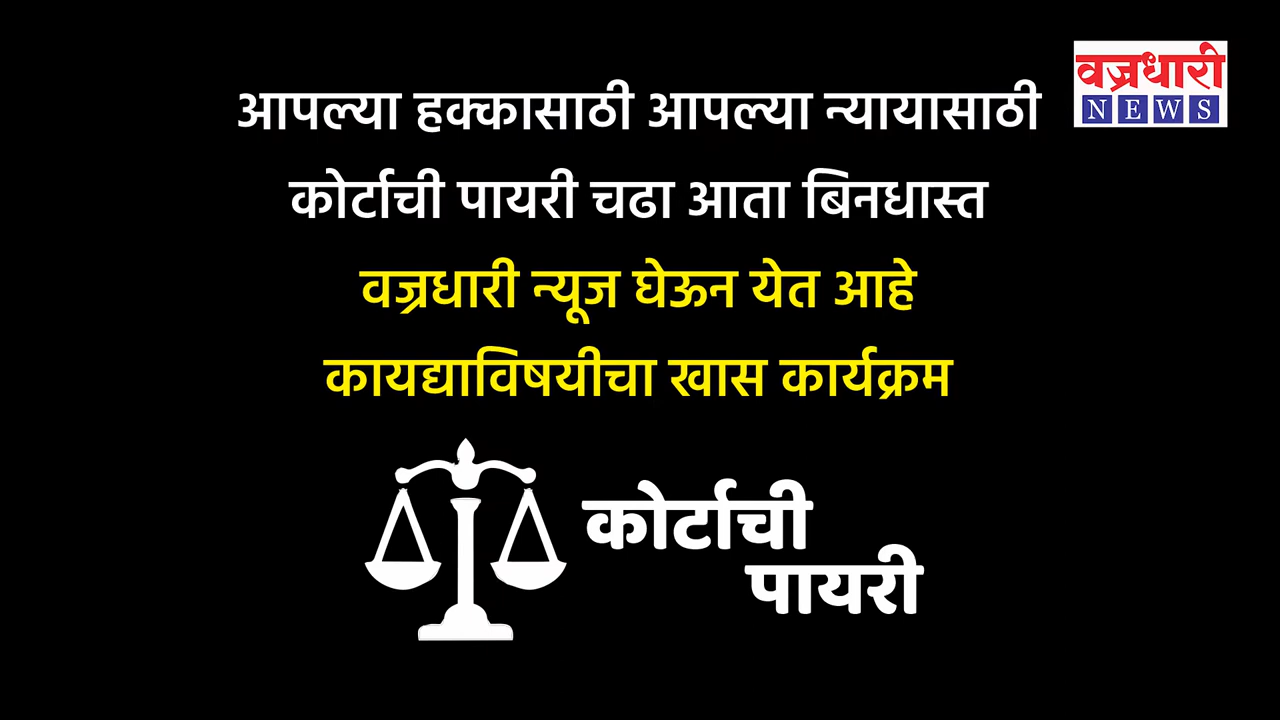 वज्रधारी
NEWS
आपल्या हक्कासाठी आपल्या न्यायासाठी
कोर्टाची पायरी चढा आता बिनधास्त
वज्रधारी न्यूज घेऊन येत आहे
कायद्याविषयीचा खास कार्यक्रम
कोर्टाची
पायरी